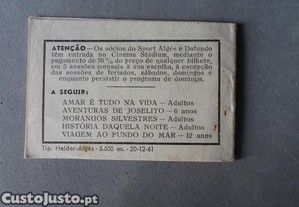 ATENÇÃO — Os sócios do Sport Algés e Dafundo
têm entrada no Cinema Stadium, mediante o
pagamento de 50 % do preço de qualquer bilhete,
em 5 sessões mensais à sua escolha, à excepção
das sessões de feriados, sábados, domingos e
enquanto persistir o programa de domingo.
A SEGUIR:
AMAR É TUDO NA VIDA — Adultos
AVENTURAS DE JOSELITO — 6 anos
MORANGOS SILVESTRES — Adultos
HISTÓRIA DAQUELA NOITE — Adultos
VIAGEM AO FUNDO DO MAR — 12 anos
Tip. Helder-Algés - 5.500 ex. - 20-12-61
CustoJusto.pt